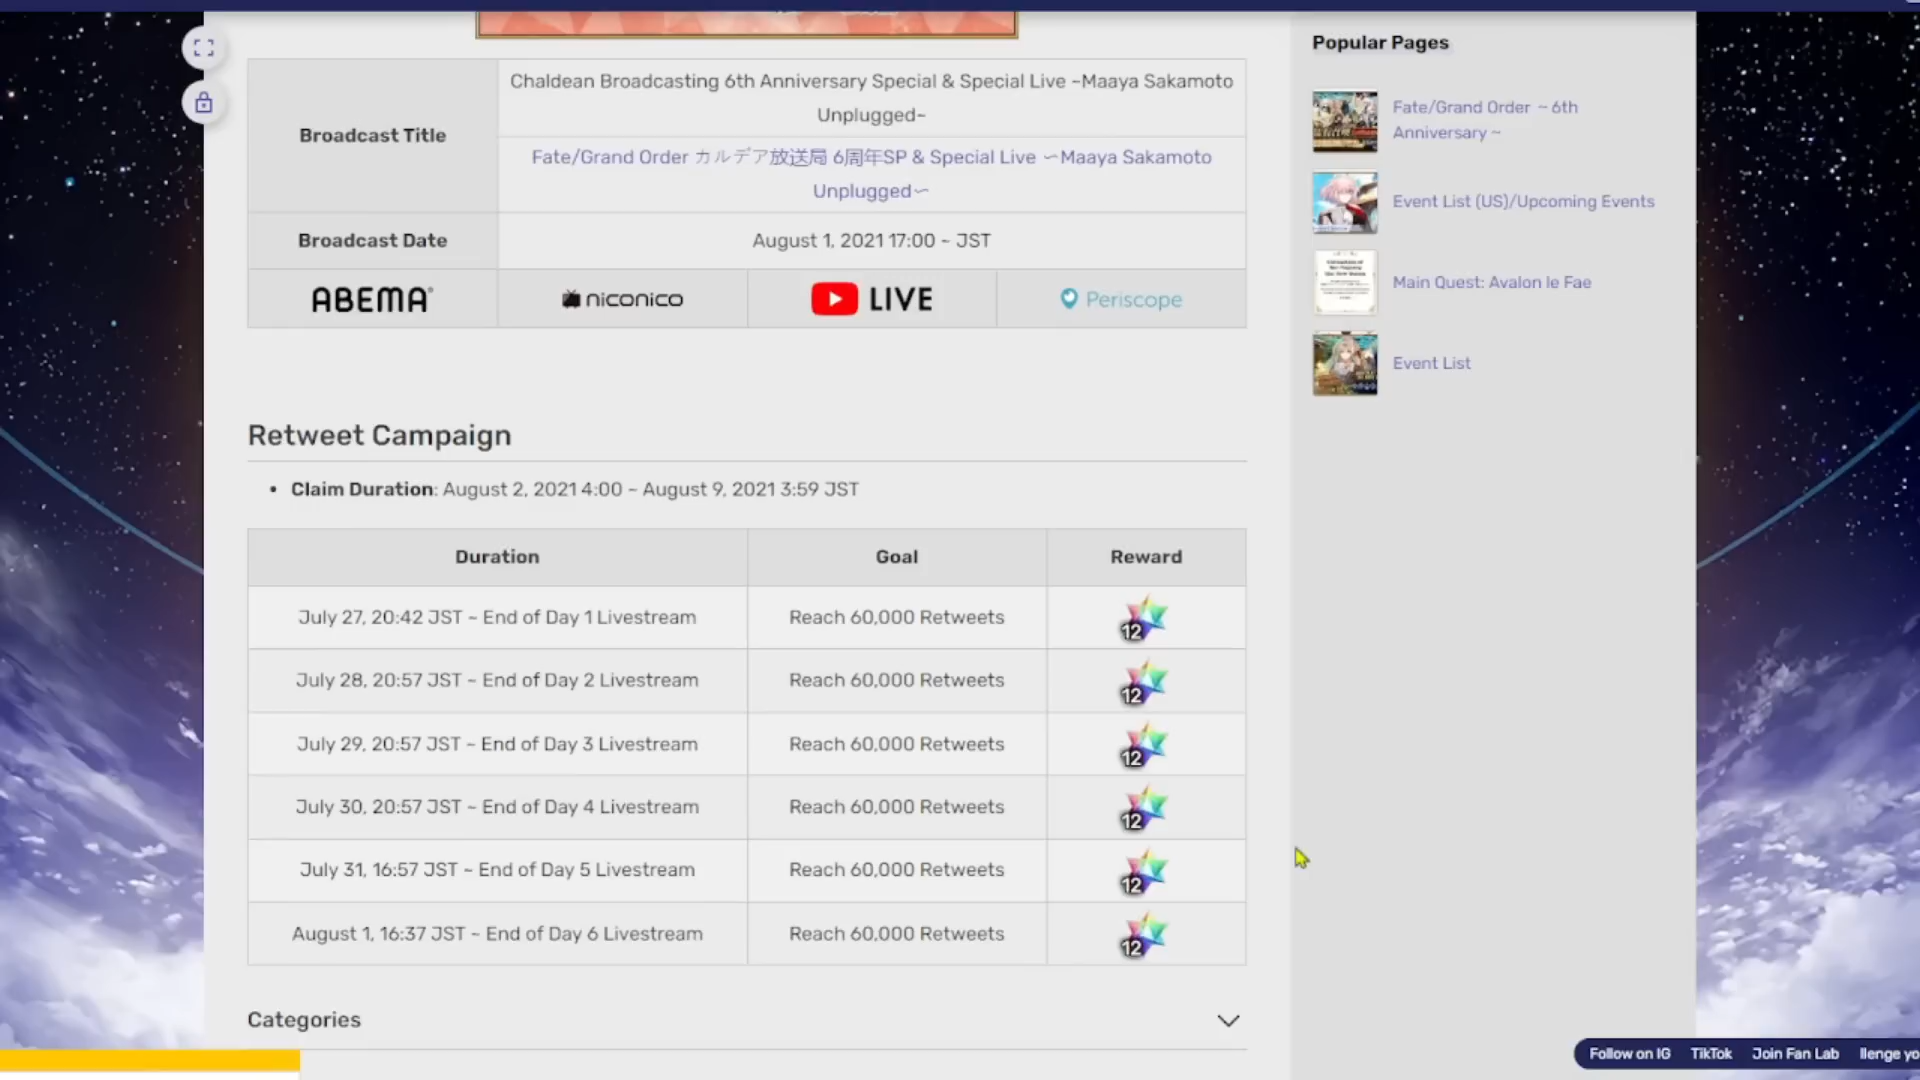 Popular Pages
Broadcast Title
Chaldean Broadcasting 6th Anniversary Special & Special Live ~Maaya Sakamoto
Unplugged~
Fate/Grand Order カルデア放送局 6周年SP & Special Live 〜Maaya Sakamoto
Unplugged〜
Broadcast Date
August 1, 2021 17:00 ~ JST
ABEMA
niconico
LIVE
Periscope
Fate/Grand Order ~ 6th
Anniversary ~
Event List (US)/Upcoming Events
Main Quest: Avalon le Fae
Event List
Retweet Campaign
• Claim Duration: August 2, 2021 4:00 ~ August 9, 2021 3:59 JST
Duration
Goal
Reward
July 27, 20:42 JST ~ End of Day 1 Livestream
Reach 60,000 Retweets
12
July 28, 20:57 JST ~ End of Day 2 Livestream
Reach 60,000 Retweets
12
July 29, 20:57 JST ~ End of Day 3 Livestream
Reach 60,000 Retweets
12
July 30, 20:57 JST ~ End of Day 4 Livestream
Reach 60,000 Retweets
12
July 31, 16:57 JST ~ End of Day 5 Livestream
Reach 60,000 Retweets
12
August 1, 16:37 JST ~ End of Day 6 Livestream
Reach 60,000 Retweets
12
Categories
Follow on IG TikTok Join Fan Lab llenge yo